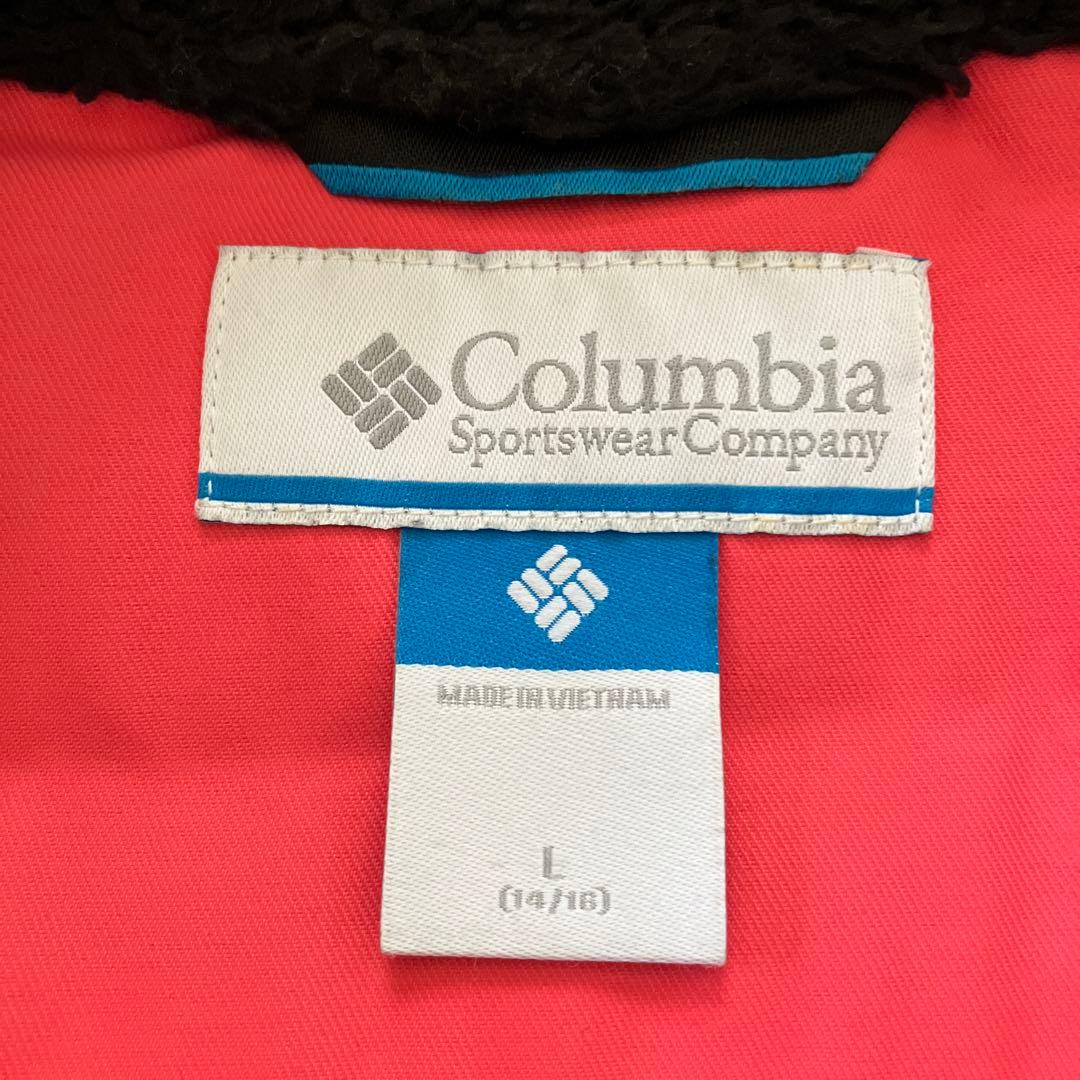 Columbia
Sportswear Company
MADE IN VIETNAM
L
(14/16)